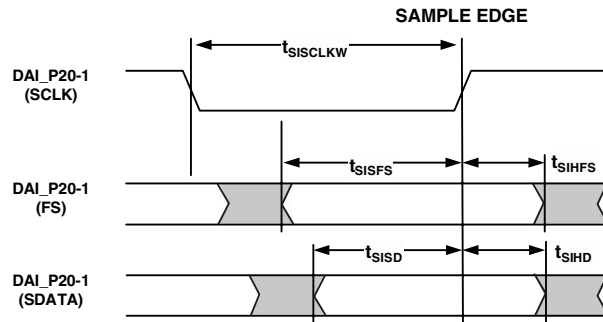 SAMPLE EDGE
tSISCLKW
DAI_P20-1
(SCLK)
tSISFS
tSIHFS
DAI_P20-1
(FS)
tSISD
tSIHD
DAI_P20-1
(SDATA)